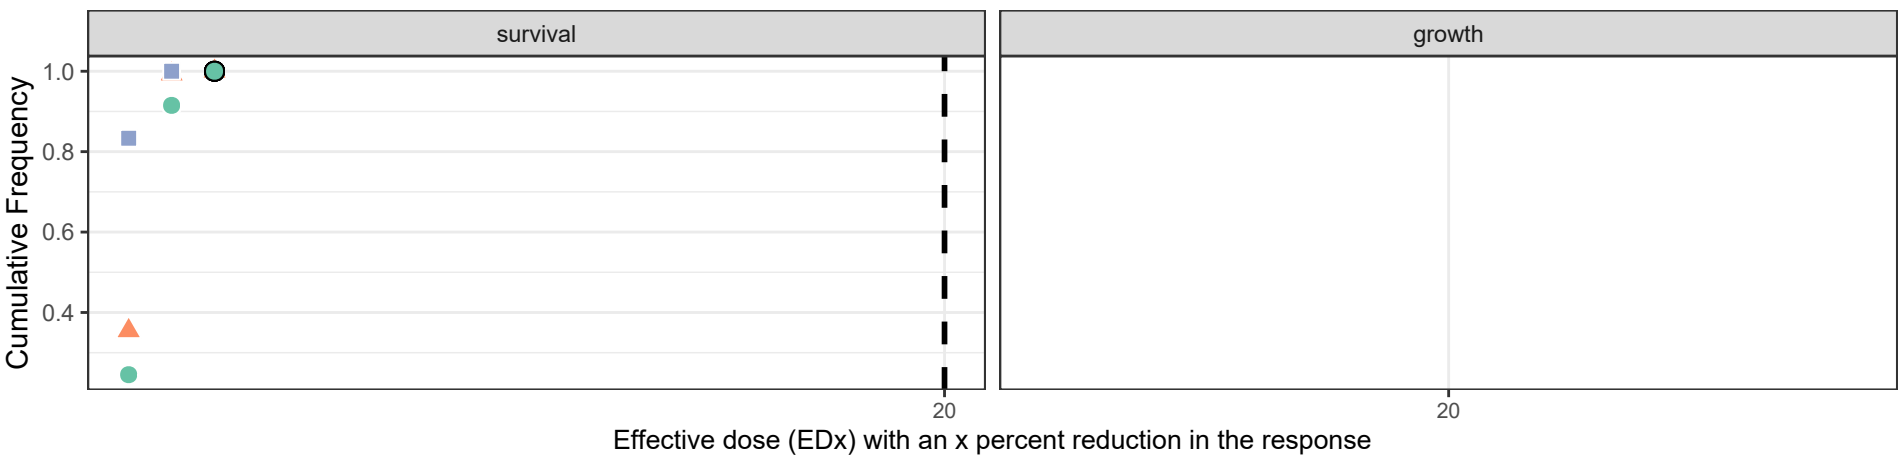 survival
growth
Cumulative Frequency
1.0
0.8
0.6
0.4
20
20
Effective dose (EDx) with an x percent reduction in the response